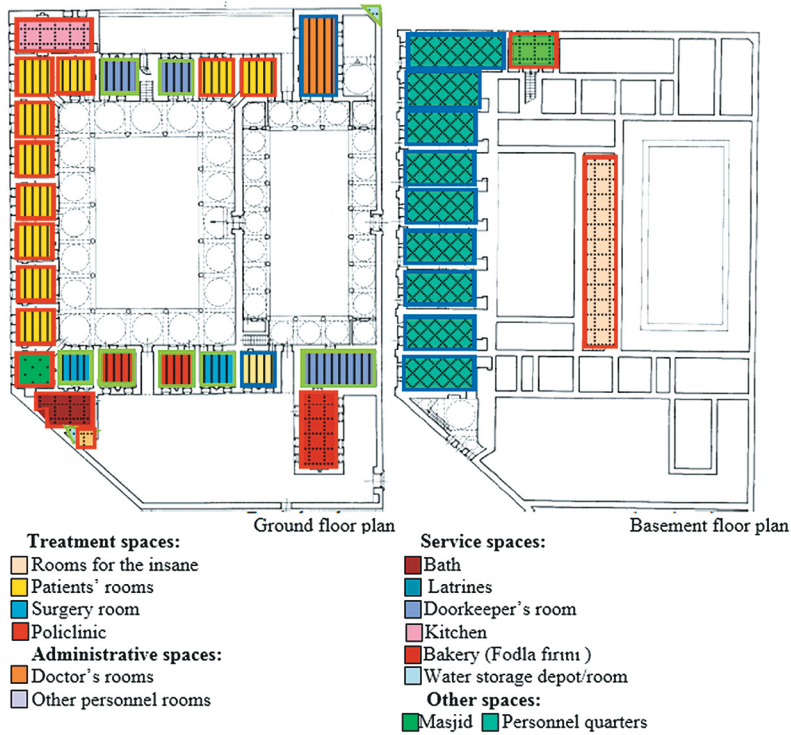 Ground floor plan
Basement floor plan
Treatment spaces:
Rooms for the insane
Patients' rooms
Surgery room
Policlinic
Administrative spaces:
Doctor's rooms
Other personnel rooms
Service spaces:
Bath
Latrines
Doorkeeper's room
Kitchen
Bakery (Fodla fırını )
Water storage depot/room
Other spaces:
Masjid Personnel quarters